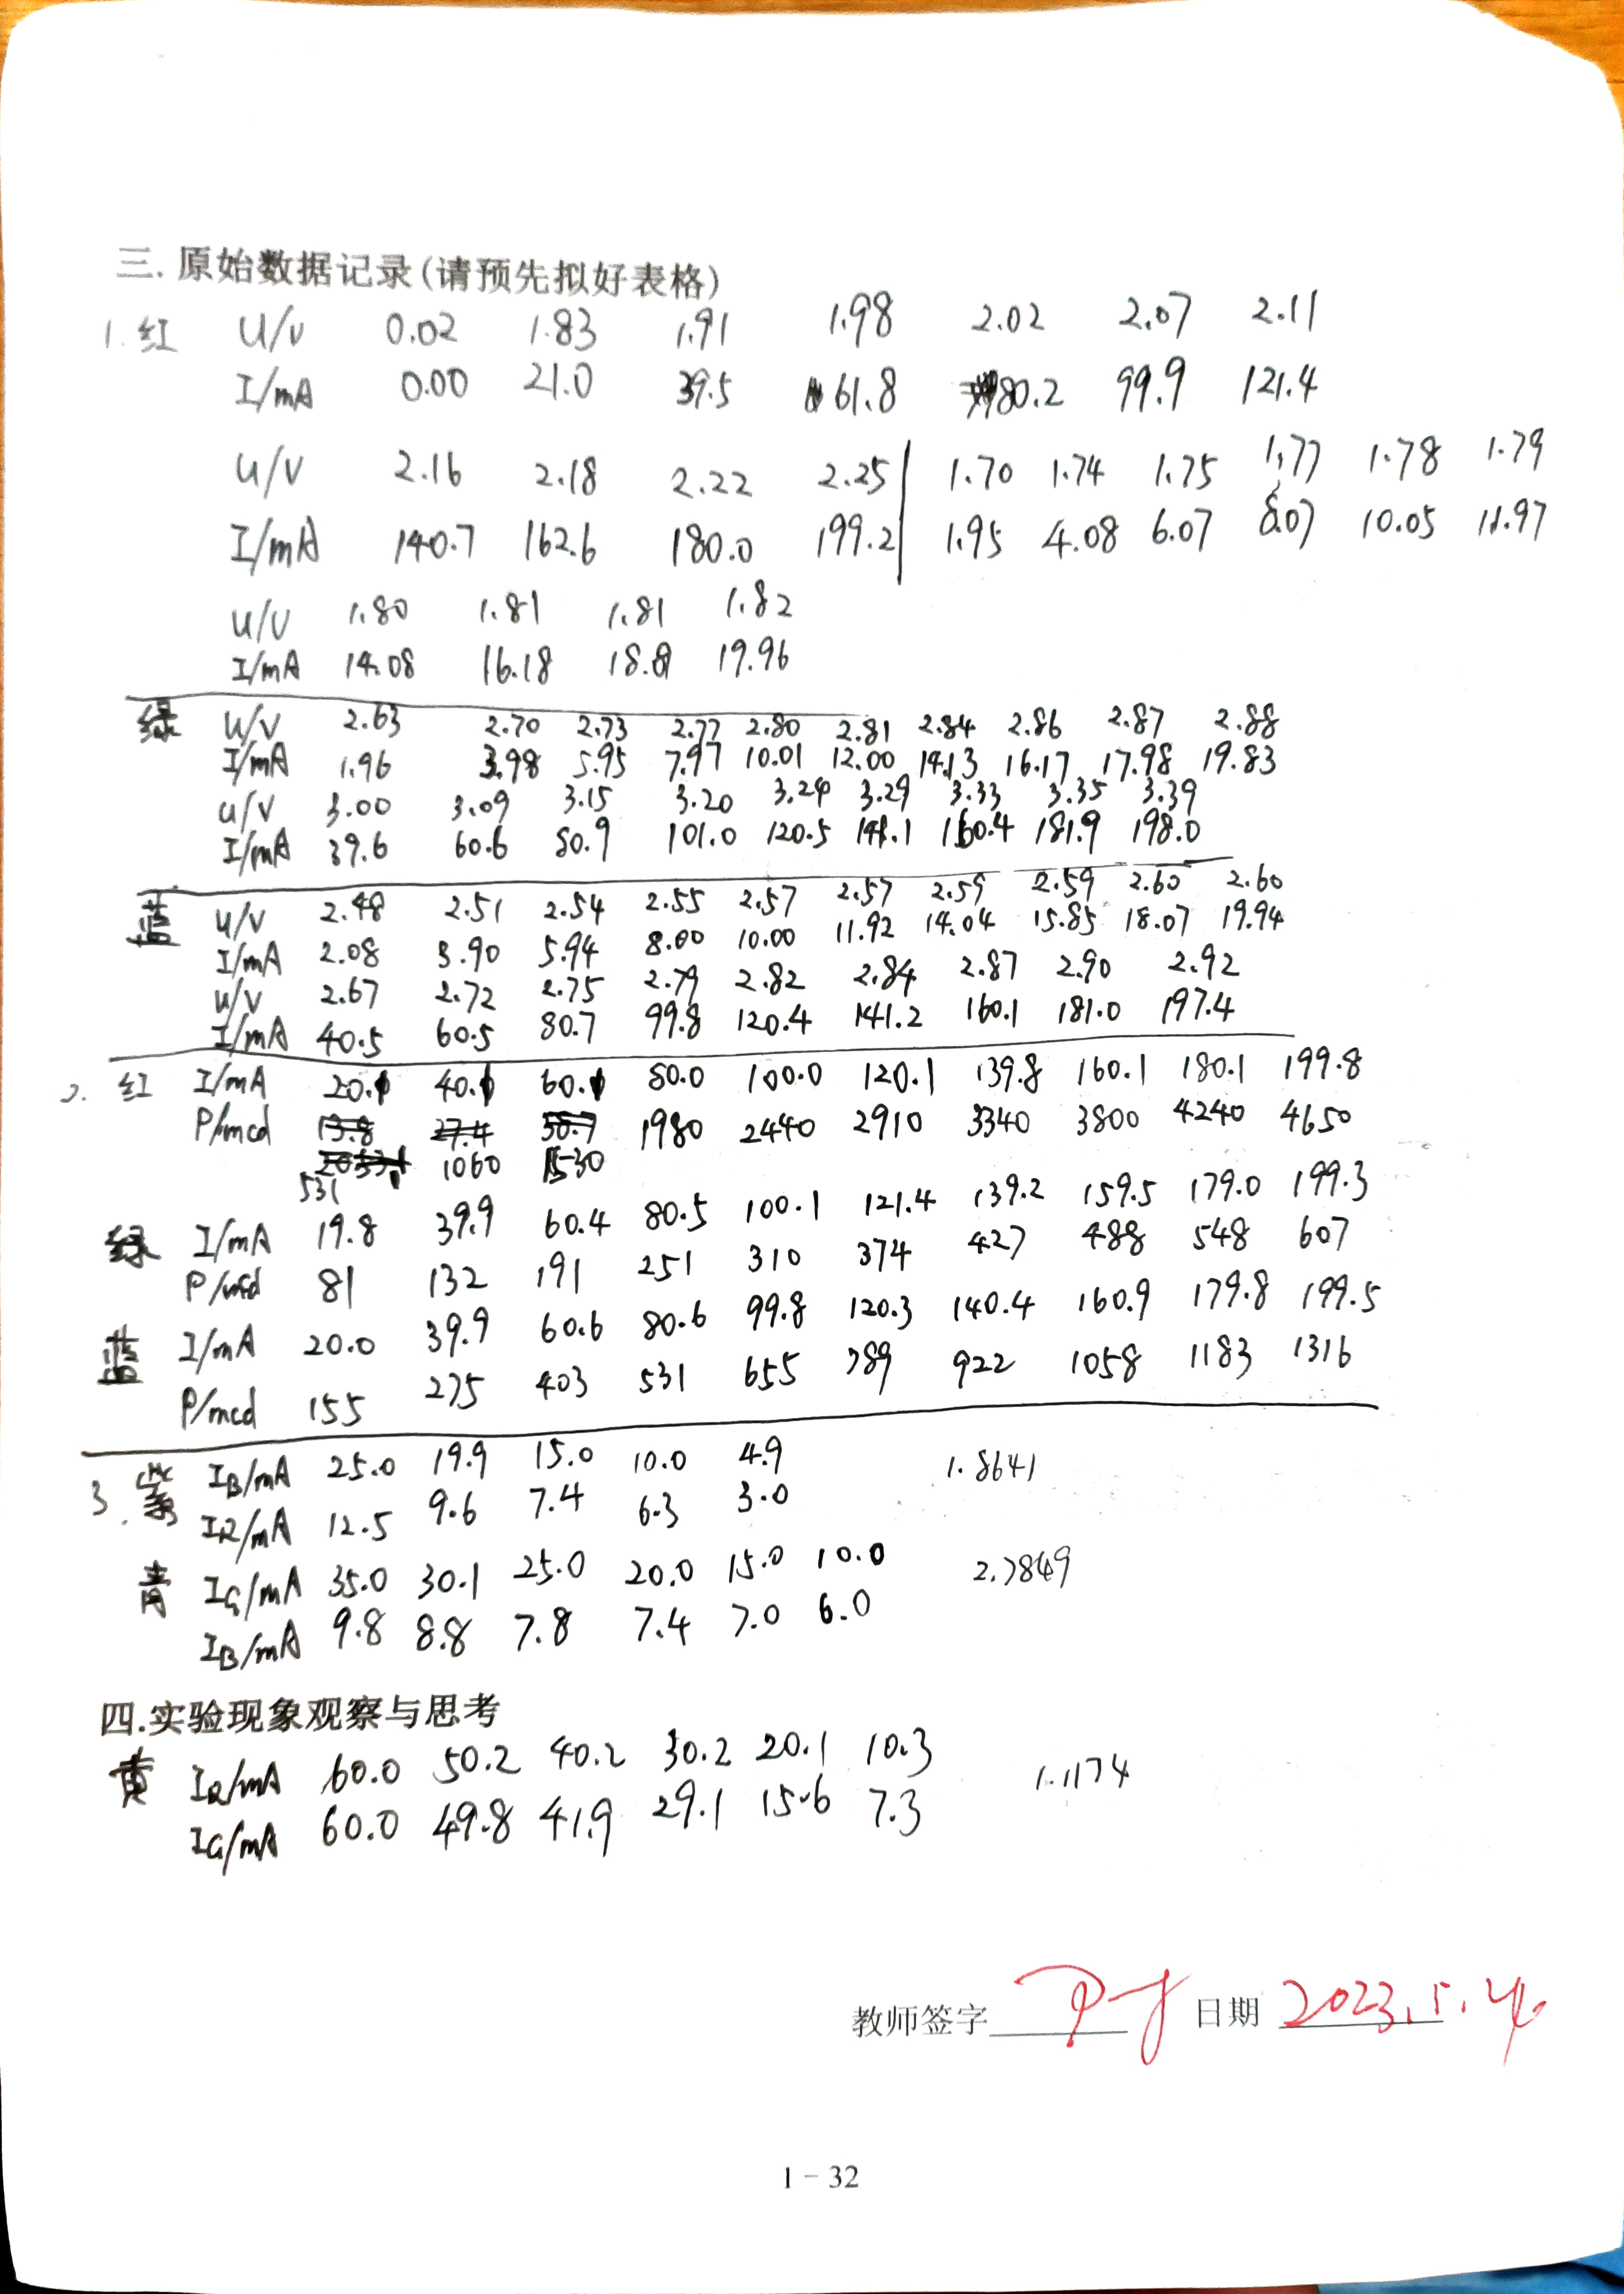 三.原始数据记录(请预先拟好表格)
1.红 U/V 0.02 1.83 1.91 1.98 2.02 2.07 2.11
I/mA 0.00 21.0 39.5 61.8 80.2 99.9 121.4
U/V 2.16 2.18 2.22 2.25 1.70 1.74 1.75 1.77 1.78 1.79
I/mA 140.7 162.6 180.0 199.2 1.95 4.08 6.07 8.07 10.05 11.97
U/V 1.80 1.81 1.81 1.82
I/mA 14.08 16.18 19.96
绿 U/V 2.63 2.70 2.73 2.77 2.80 2.81 2.84 2.86 2.87 2.88
I/mA 1.96 3.98 5.95 7.97 10.01 12.00 14.13 16.17 17.98 19.83
U/V 3.00 3.09 3.15 3.20 3.24 3.29 3.33 3.35 3.39
I/mA 39.6 60.6 80.9 101.0 120.5 141.1 160.4 181.9 198.0
蓝 U/V 2.48 2.51 2.54 2.55 2.57 2.57 2.59 2.59 2.60 2.60
I/mA 2.08 3.90 5.94 8.00 10.00 11.92 14.04 15.85 18.07 19.94
U/V 2.67 2.72 2.75 2.79 2.82 2.84 2.87 2.90 2.92
I/mA 40.5 60.5 80.7 99.8 120.4 141.2 160.1 181.0 197.4
2. 红 I/mA 20.1 40.1 60.1 80.0 100.0 120.1 139.8 160.1 180.1 199.8
P/mcd 13.8 27.4 1980 2440 2910 3340 3800 4240 4650
1060 1530
531
绿 I/mA 19.8 39.9 60.4 80.5 100.1 121.4 139.2 159.5 179.0 199.3
P/mcd 81 132 191 251 310 374 427 488 548 607
蓝 I/mA 20.0 39.9 60.6 80.6 99.8 120.3 140.4 160.9 179.8 199.5
P/mcd 155 275 403 531 655 789 922 1058 1183 1316
3.紫 IB/mA 25.0 19.9 15.0 10.0 4.9 1.8641
IR/mA 12.5 9.6 7.4 6.3 3.0
青 IG/mA 35.0 30.1 25.0 20.0 15.0 10.0 2.7849
IB/mA 9.8 8.8 7.8 7.4 7.0 6.0
四.实验现象观察与思考
黄 IR/mA 60.0 50.2 40.2 30.2 20.1 10.3 1.1174
IG/mA 60.0 49.8 41.9 29.1 15.6 7.3
教师签字 日期 2023.5.24
1-32